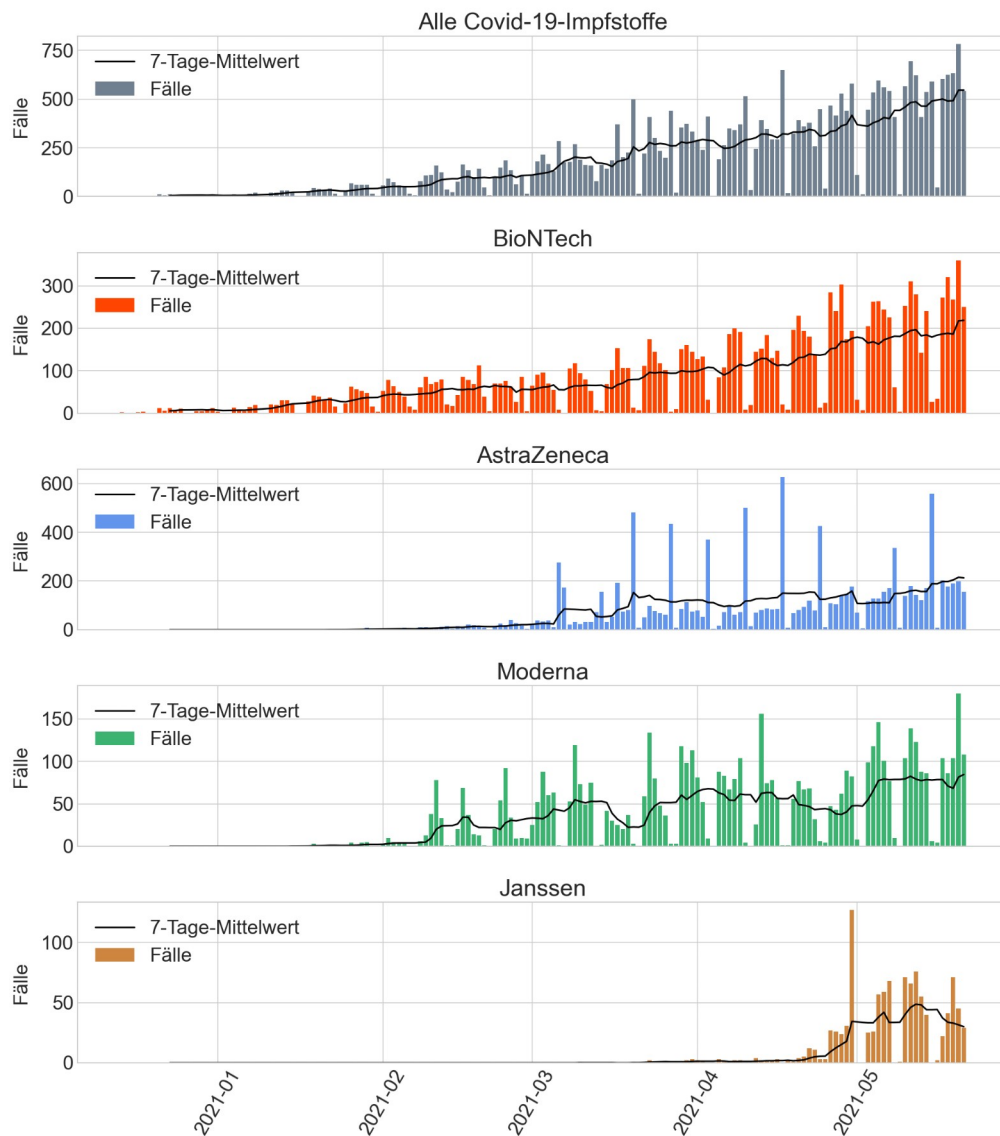 Alle Covid-19-Impfstoffe
750
500
250
0
Fälle
7-Tage-Mittelwert
Fälle
BioNTech
300
200
100
0
Fälle
7-Tage-Mittelwert
Fälle
AstraZeneca
600
400
200
0
Fälle
7-Tage-Mittelwert
Fälle
Moderna
150
100
50
0
Fälle
7-Tage-Mittelwert
Fälle
Janssen
100
50
0
Fälle
7-Tage-Mittelwert
Fälle
2021-01
2021-02
2021-03
2021-04
2021-05